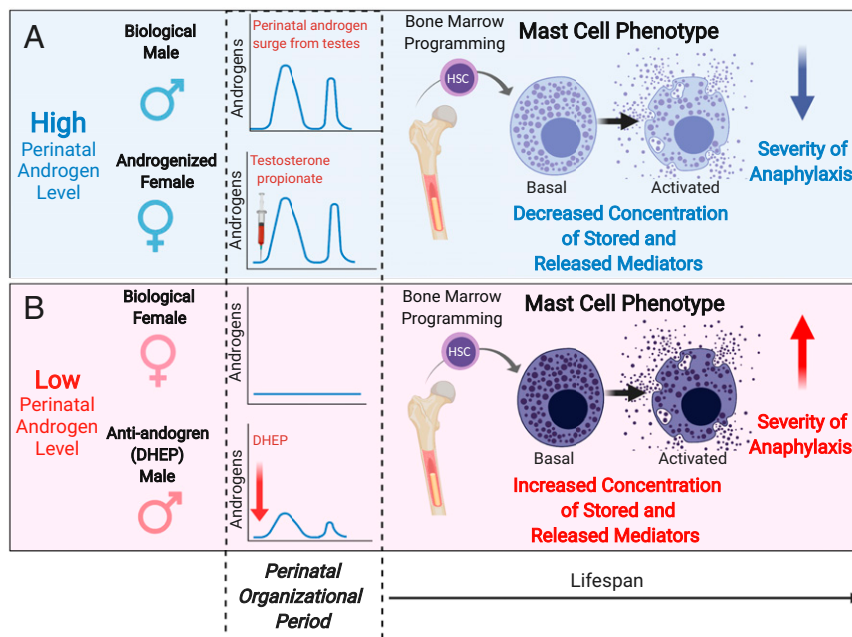 A
High
Perinatal
Androgen
Level
Biological
Male
Androgenized
Female
Androgens
Perinatal androgen
surge from testes
Androgens
Testosterone
propionate
Bone Marrow
Programming
HSC
Mast Cell Phenotype
Basal
Activated
Decreased Concentration
of Stored and
Released Mediators
Severity of
Anaphylaxis
B
Low
Perinatal
Androgen
Level
Biological
Female
Anti-andogren
(DHEP)
Male
Androgens
Androgens
DHEP
Bone Marrow
Programming
HSC
Mast Cell Phenotype
Basal
Activated
Increased Concentration
of Stored and
Released Mediators
Severity of
Anaphylaxis
Perinatal
Organizational
Period
Lifespan